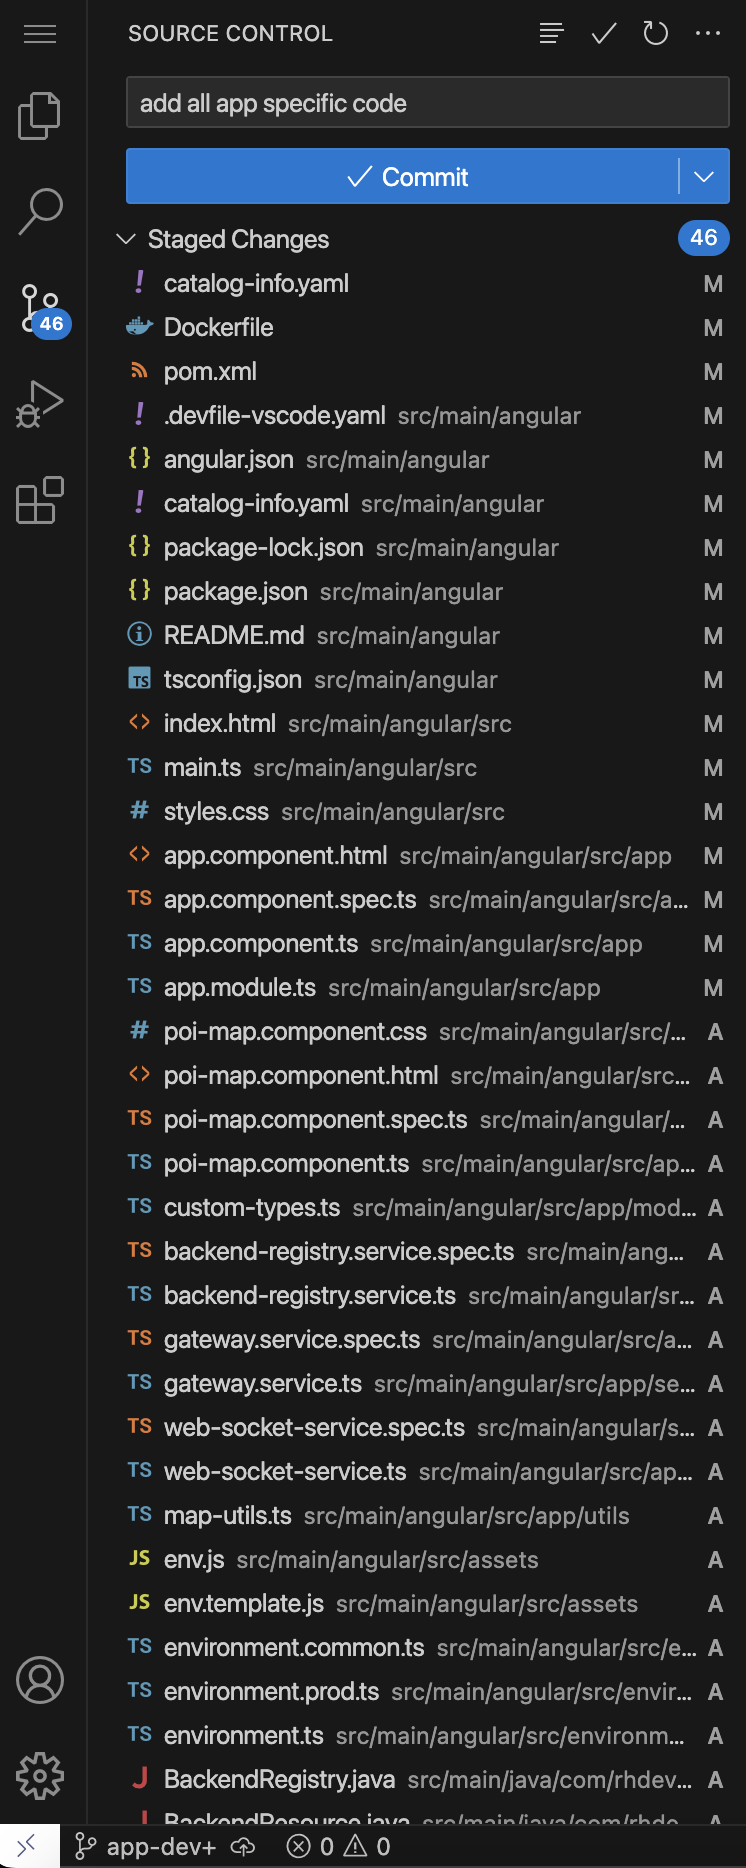 SOURCE CONTROL
add all app specific code
Commit
Staged Changes 46
! catalog-info.yaml M
Dockerfile M
pom.xml M
! .devfile-vscode.yaml src/main/angular M
{} angular.json src/main/angular M
! catalog-info.yaml src/main/angular M
{} package-lock.json src/main/angular M
{} package.json src/main/angular M
README.md src/main/angular M
TS tsconfig.json src/main/angular M
<> index.html src/main/angular/src M
TS main.ts src/main/angular/src M
# styles.css src/main/angular/src M
<> app.component.html src/main/angular/src/app M
TS app.component.spec.ts src/main/angular/src/a... M
TS app.component.ts src/main/angular/src/app M
TS app.module.ts src/main/angular/src/app M
# poi-map.component.css src/main/angular/src/... A
<> poi-map.component.html src/main/angular/src... A
TS poi-map.component.spec.ts src/main/angular/... A
TS poi-map.component.ts src/main/angular/src/ap... A
TS custom-types.ts src/main/angular/src/app/mod... A
TS backend-registry.service.spec.ts src/main/ang... A
TS backend-registry.service.ts src/main/angular/sr... A
TS gateway.service.spec.ts src/main/angular/src/a... A
TS gateway.service.ts src/main/angular/src/app/se... A
TS web-socket-service.spec.ts src/main/angular/s... A
TS web-socket-service.ts src/main/angular/src/ap... A
TS map-utils.ts src/main/angular/src/app/utils A
JS env.js src/main/angular/src/assets A
JS env.template.js src/main/angular/src/assets A
TS environment.common.ts src/main/angular/src/e... A
TS environment.prod.ts src/main/angular/src/envir... A
TS environment.ts src/main/angular/src/environm... A
J BackendRegistry.java src/main/java/com/rhdev... A
J BackendResource.java src/main/java/com/rhde... A
46
app-dev+ 0 0